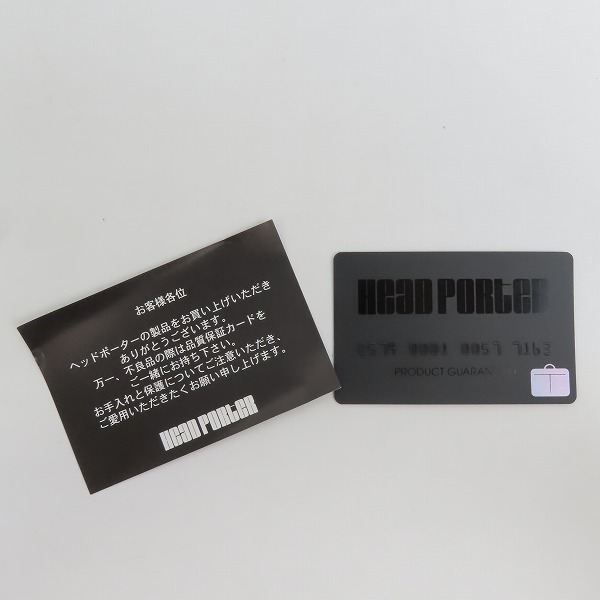 お客様各位
ヘッドポーターの製品をお買い上げいただき
ありがとうございます。
万一、不良品の際は品質保証カードを
ご一緒にお持ち下さい。
お手入れと保護についてご注意いただき、
ご愛用いただきたくお願い申し上げます。
HEAD PORTER
HEAD PORTER
0001 0059
PRODUCT